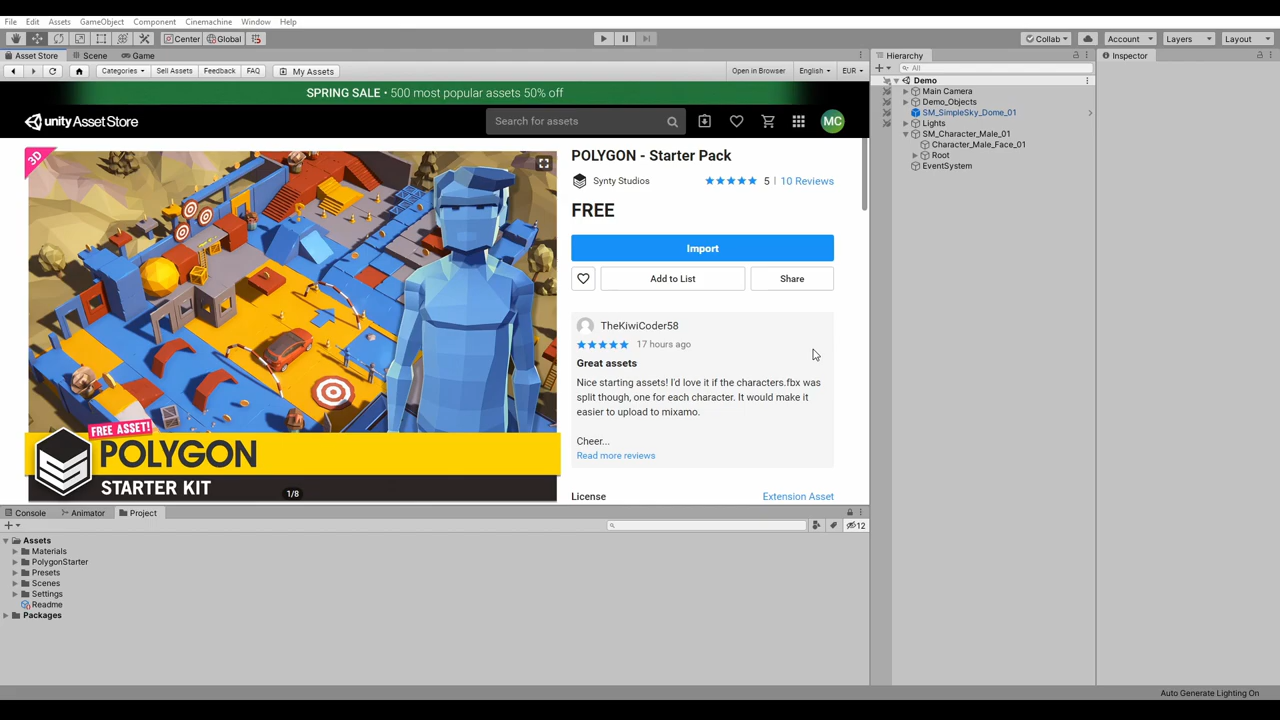 File Edit Assets GameObject Component Cinemachine Window Help
Center Global Collab Account Layers Layout
Asset Store Scene Game
Categories Sell Assets Feedback FAQ My Assets Open in Browser English EUR
SPRING SALE • 500 most popular assets 50% off
unity Asset Store
Search for assets
MC
3D
FREE ASSET!
POLYGON
STARTER KIT
1/8
POLYGON - Starter Pack
Synty Studios 5 | 10 Reviews
FREE
Import
Add to List Share
TheKiwiCoder58
17 hours ago
Great assets
Nice starting assets! I'd love it if the characters.fbx was
split though, one for each character. It would make it
easier to upload to mixamo.
Cheer...
Read more reviews
License Extension Asset
Hierarchy
All
Demo
Main Camera
Demo_Objects
SM_SimpleSky_Dome_01
Lights
SM_Character_Male_01
Character_Male_Face_01
Root
EventSystem
Inspector
Console Animator Project
12
Assets
Materials
PolygonStarter
Presets
Scenes
Settings
Readme
Packages
Auto Generate Lighting On